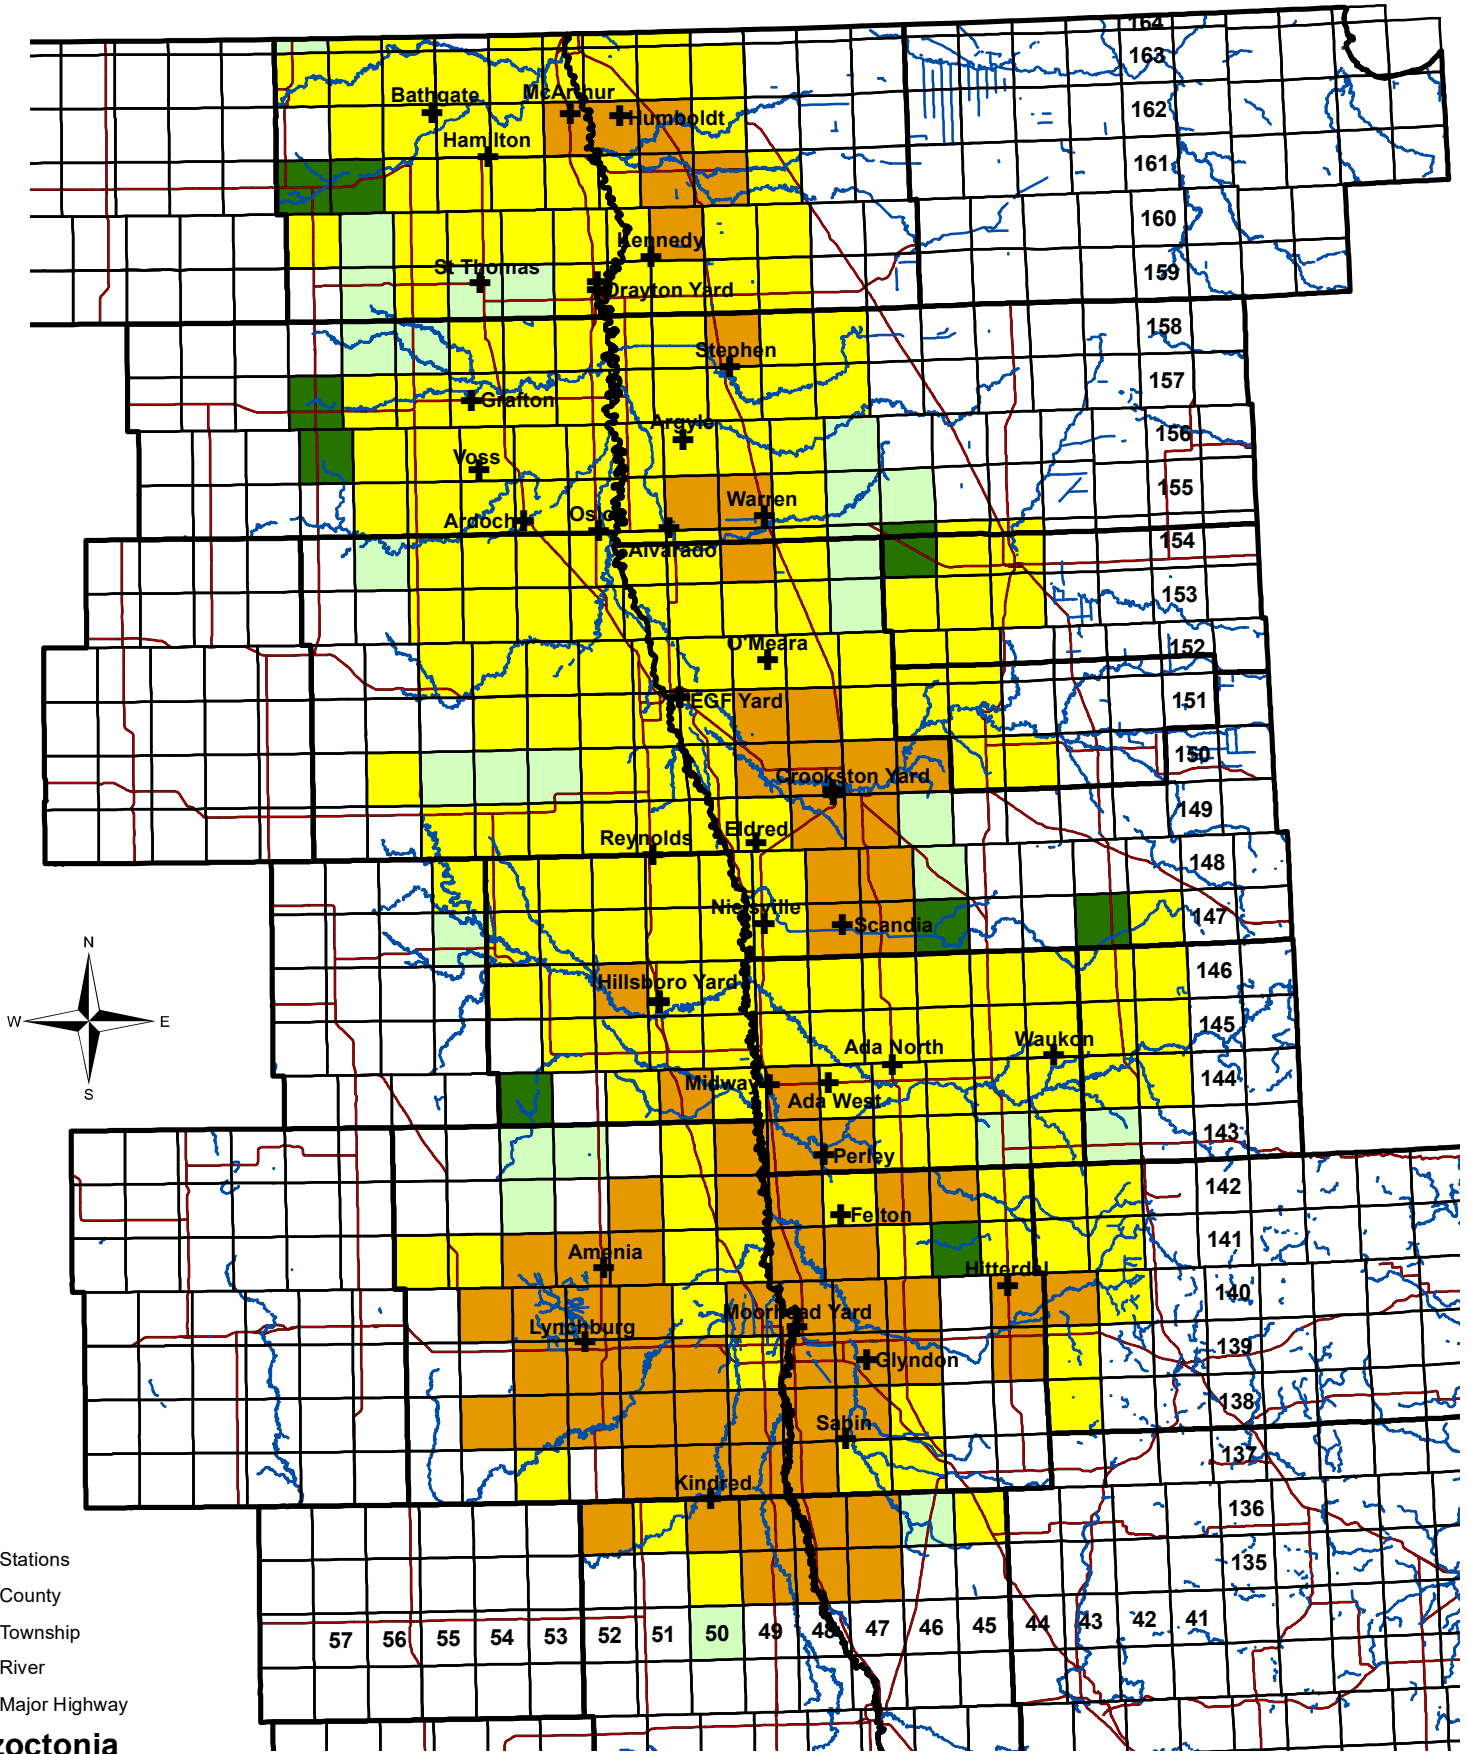 164
163
McArthur
Bathgate
162
Humboldt
Hamilton
161
160
Kennedy
St Thomas
159
Drayton Yard
158
Stephen
157
Grafton
Argyle
156
Voss
155
Warren
Oslo
Ardoch
154
Alvarado
153
O'Meara
152
EGF Yard
151
150
Crookston Yard
149
Eldred
Reynolds
148
Nielsville
147
Scandia
N
146
Hillsboro Yard
W
E
145
Waukon
Ada North
144
Midway
S
Ada West
143
Perley
142
Felton
141
Amenia
Hitterdal
140
Moorhead Yard
Lynchburg
139
Glyndon
138
Sabin
137
Kindred
136
Stations
135
County
Township
57 56 55 54 53 52 51 50 49 48 47 46 45 44 43 42 41
River
Major Highway
zoctonia